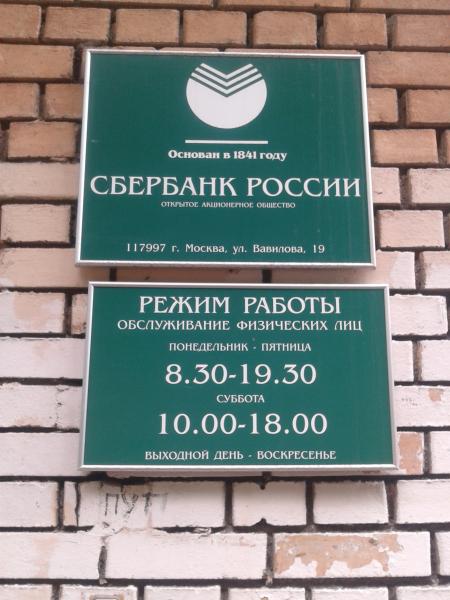 Основан в 1841 году
СБЕРБАНК РОССИИ
ОТКРЫТОЕ АКЦИОНЕРНОЕ ОБЩЕСТВО
117997 г. Москва, ул. Вавилова, 19
РЕЖИМ РАБОТЫ
ОБСЛУЖИВАНИЕ ФИЗИЧЕСКИХ ЛИЦ
ПОНЕДЕЛЬНИК - ПЯТНИЦА
8.30-19.30
СУББОТА
10.00-18.00
ВЫХОДНОЙ ДЕНЬ - ВОСКРЕСЕНЬЕ